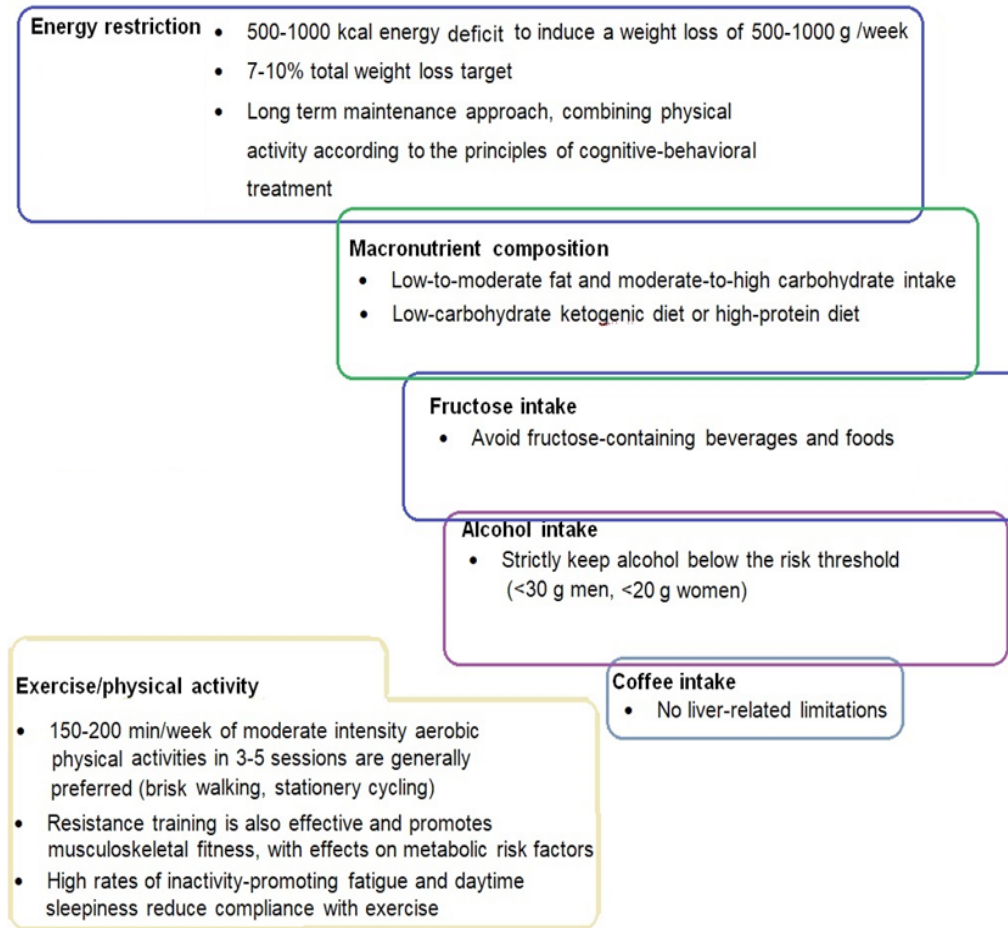 Energy restriction • 500-1000 kcal energy deficit to induce a weight loss of 500-1000 g /week
• 7-10% total weight loss target
• Long term maintenance approach, combining physical
activity according to the principles of cognitive-behavioral
treatment
Macronutrient composition
• Low-to-moderate fat and moderate-to-high carbohydrate intake
• Low-carbohydrate ketogenic diet or high-protein diet
Fructose intake
• Avoid fructose-containing beverages and foods
Alcohol intake
• Strictly keep alcohol below the risk threshold
(<30 g men, <20 g women)
Coffee intake
• No liver-related limitations
Exercise/physical activity
• 150-200 min/week of moderate intensity aerobic
physical activities in 3-5 sessions are generally
preferred (brisk walking, stationery cycling)
• Resistance training is also effective and promotes
musculoskeletal fitness, with effects on metabolic risk factors
• High rates of inactivity-promoting fatigue and daytime
sleepiness reduce compliance with exercise